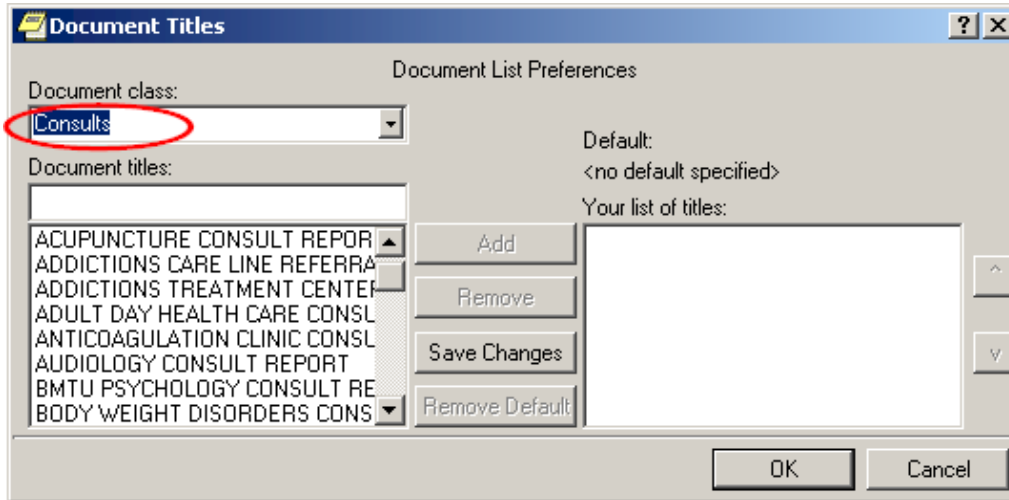 Document Titles
Document List Preferences
Document class:
Consults
Document titles:
ACUPUNCTURE CONSULT REPOR
ADDICTIONS CARE LINE REFERRA
ADDICTIONS TREATMENT CENTER
ADULT DAY HEALTH CARE CONSU
ANTICOAGULATION CLINIC CONSU
AUDIOLOGY CONSULT REPORT
BMTU PSYCHOLOGY CONSULT RE
BODY WEIGHT DISORDERS CONS
Add
Remove
Save Changes
Remove Default
Default:
<no default specified>
Your list of titles:
OK
Cancel